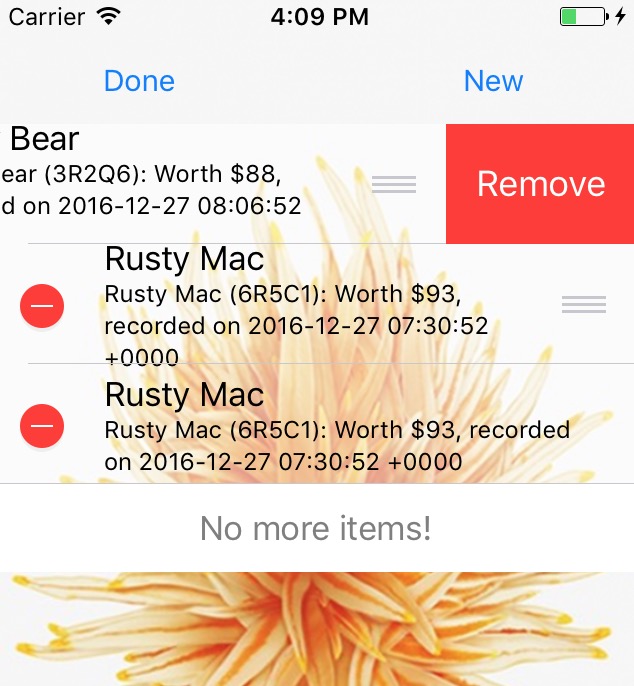 Carrier 4:09 PM
Done New
Bear
ear (3R2Q6): Worth $88,
d on 2016-12-27 08:06:52
Remove
Rusty Mac
Rusty Mac (6R5C1): Worth $93,
recorded on 2016-12-27 07:30:52
+0000
Rusty Mac
Rusty Mac (6R5C1): Worth $93, recorded
on 2016-12-27 07:30:52 +0000
No more items!